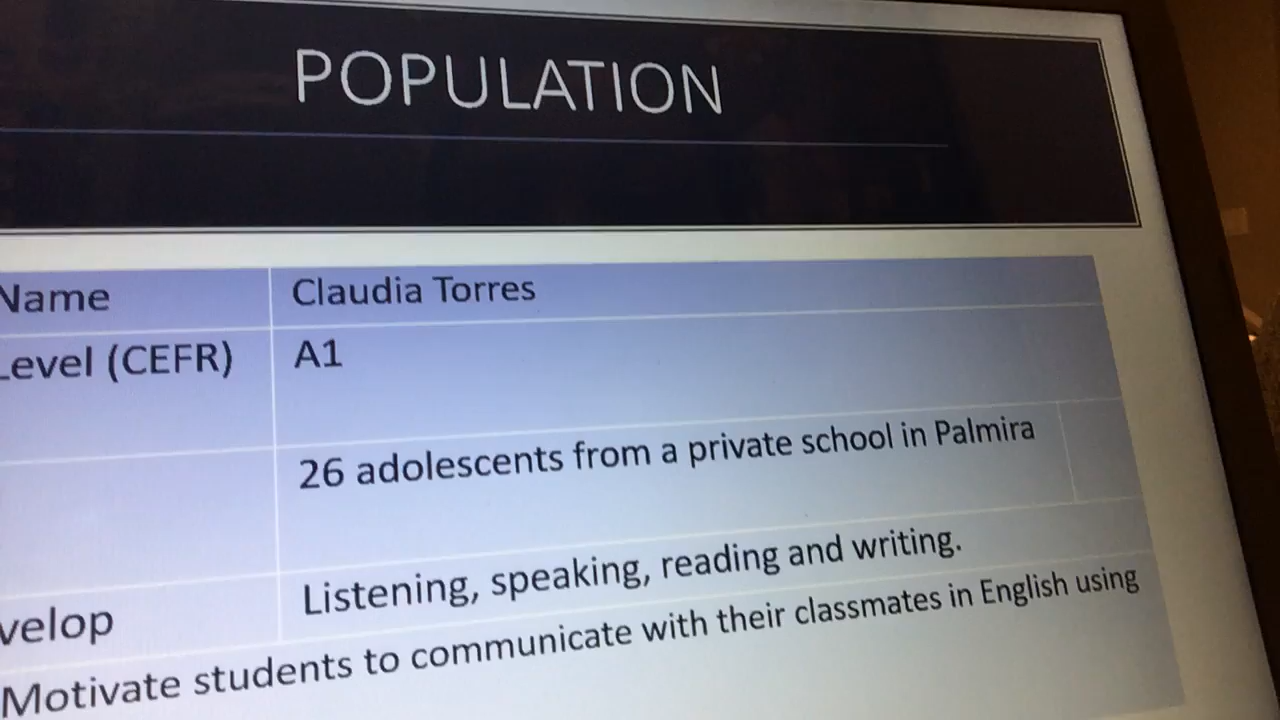 POPULATION
Name Claudia Torres
Level (CEFR) A1
26 adolescents from a private school in Palmira
velop Listening, speaking, reading and writing.
Motivate students to communicate with their classmates in English using